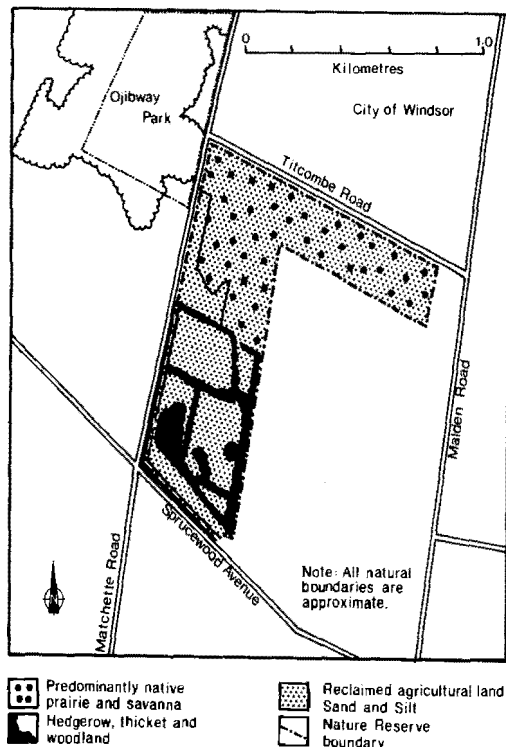 0 1.0
Kilometres
Ojibway
Park
City of Windsor
Titcombe Road
Malden Road
Matchette Road
Sprucewood Avenue
Note: All natural
boundaries are
approximate.
Predominantly native
prairie and savanna
Hedgerow, thicket and
woodland
Reclaimed agricultural land
Sand and Silt
Nature Reserve
boundary